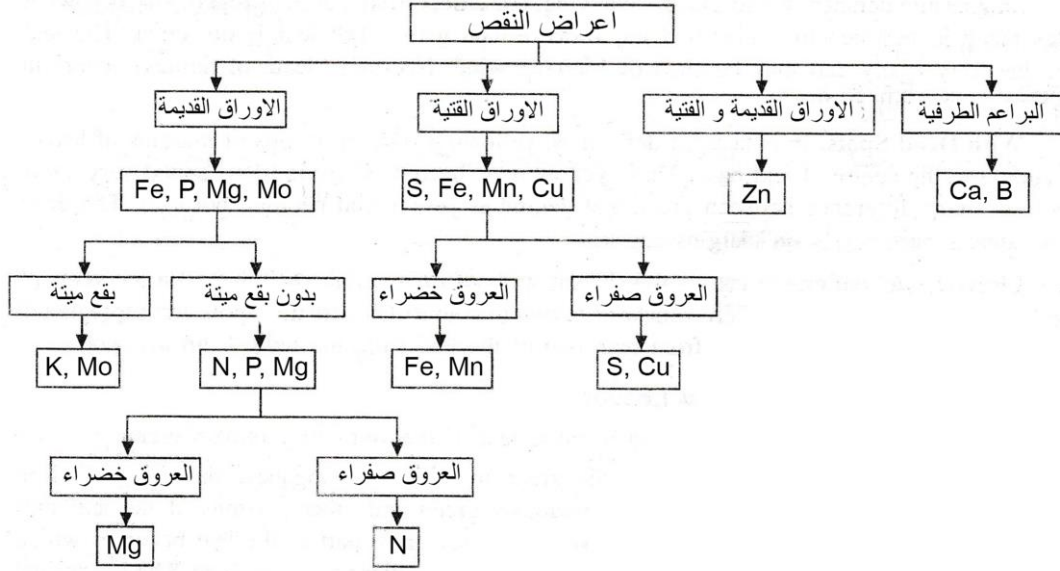 اعراض النقص
الاوراق القديمة
الاوراق الفتية
الاوراق القديمة و الفتية
البراعم الطرفية
Fe, P, Mg, Mo
S, Fe, Mn, Cu
Zn
Ca, B
بقع ميتة
بدون بقع ميتة
العروق خضراء
العروق صفراء
K, Mo
N, P, Mg
Fe, Mn
S, Cu
العروق خضراء
العروق صفراء
Mg
N